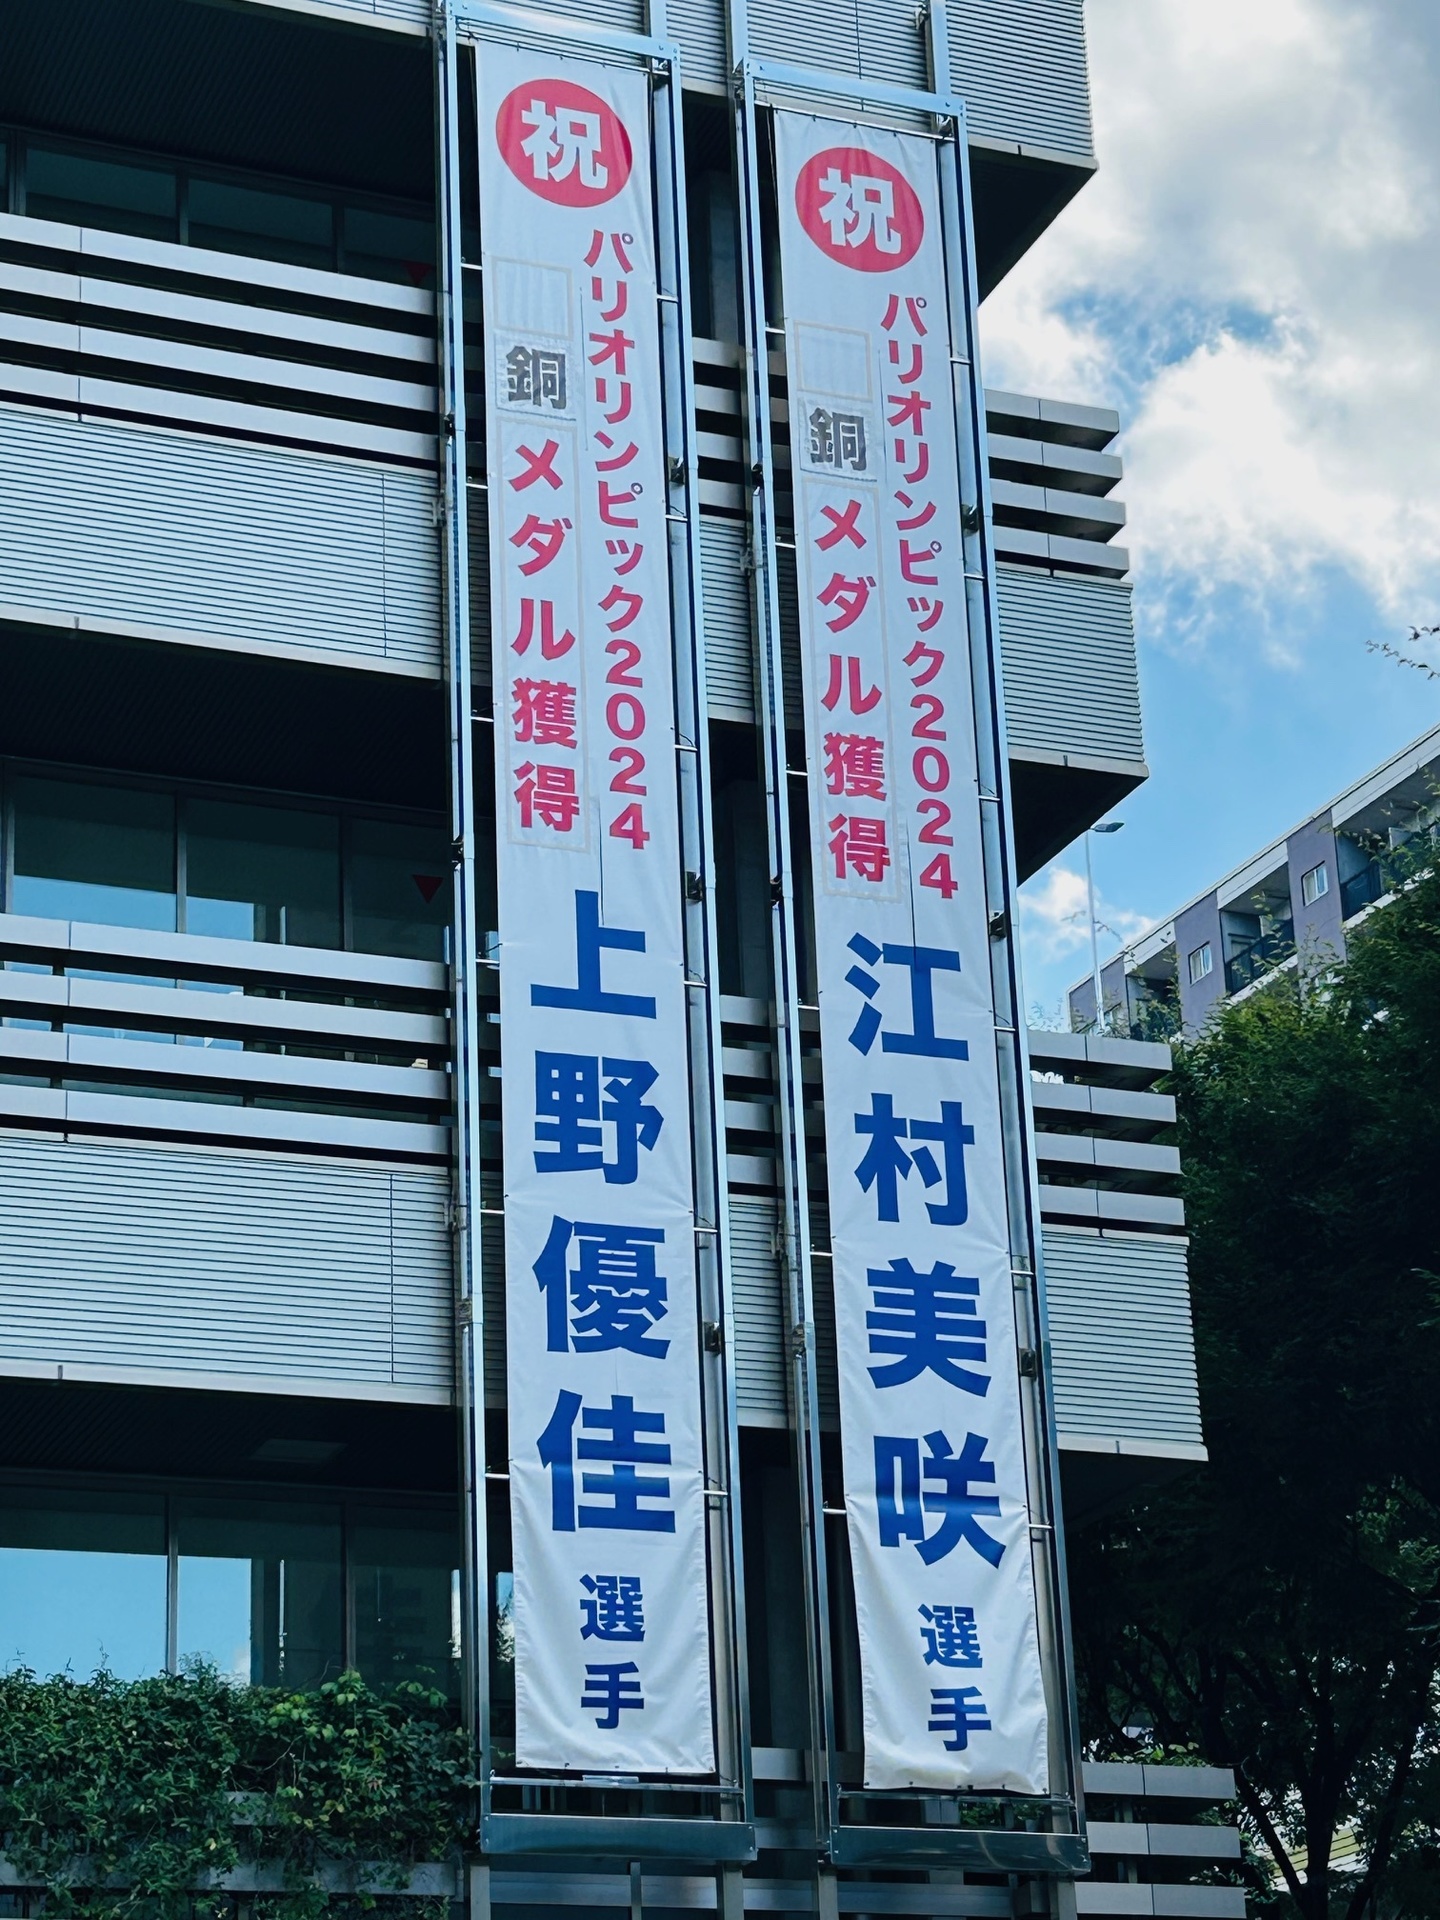 祝
パリオリンピック2024
銅メダル獲得
上野優佳
選手
祝
パリオリンピック2024
銅メダル獲得
江村美咲
選手